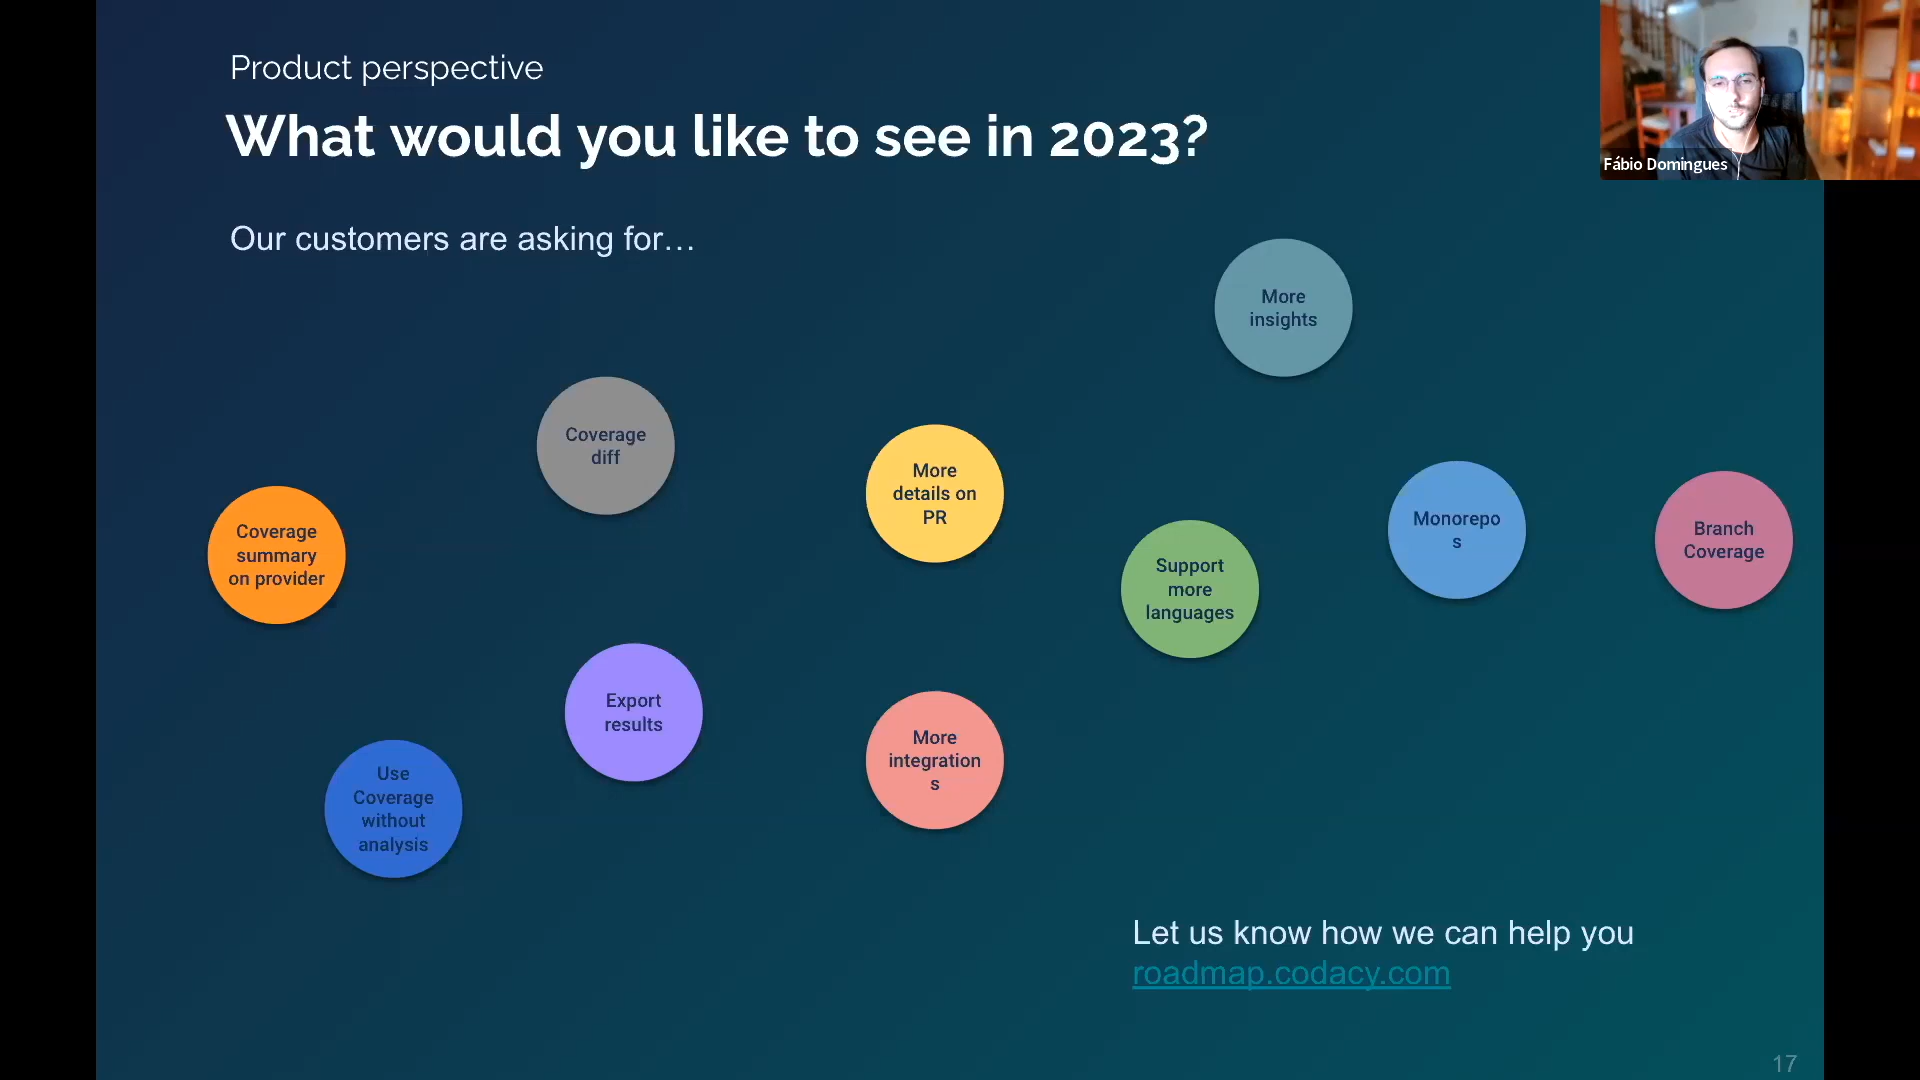 Product perspective
What would you like to see in 2023?
Fábio Domingues
Our customers are asking for…
More
insights
Coverage
diff
More
details on
PR
Coverage
summary
on provider
Support
more
languages
Monorepo
s
Branch
Coverage
Export
results
More
integration
s
Use
Coverage
without
analysis
Let us know how we can help you
roadmap.codacy.com
17